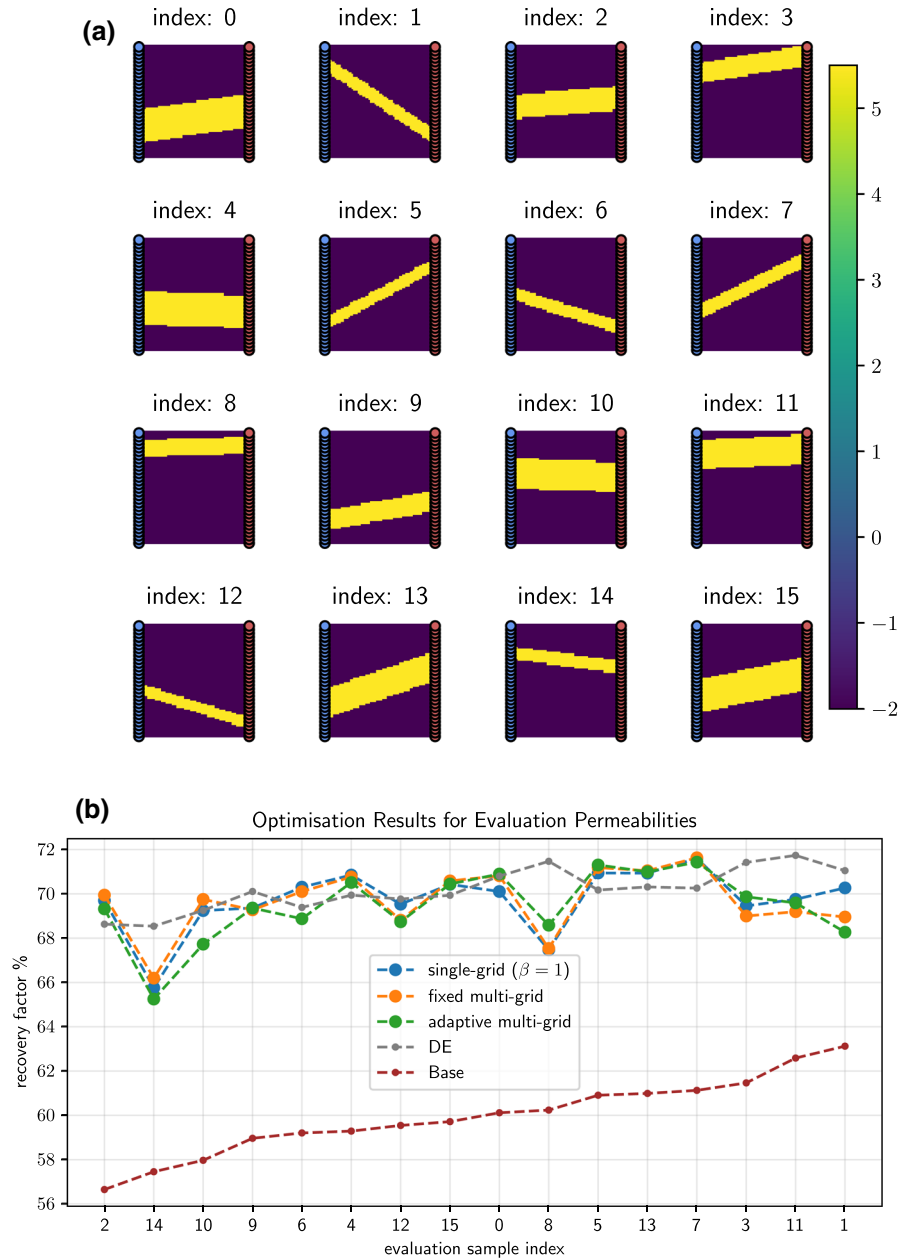 (a)
index: 0
index: 1
index: 2
index: 3
index: 4
index: 5
index: 6
index: 7
index: 8
index: 9
index: 10
index: 11
index: 12
index: 13
index: 14
index: 15
5
4
3
2
1
0
−1
−2
(b)
Optimisation Results for Evaluation Permeabilities
recovery factor %
72
70
68
66
64
62
60
58
56
single-grid (β = 1)
fixed multi-grid
adaptive multi-grid
DE
Base
2 14 10 9 6 4 12 15 0 8 5 13 7 3 11 1
evaluation sample index